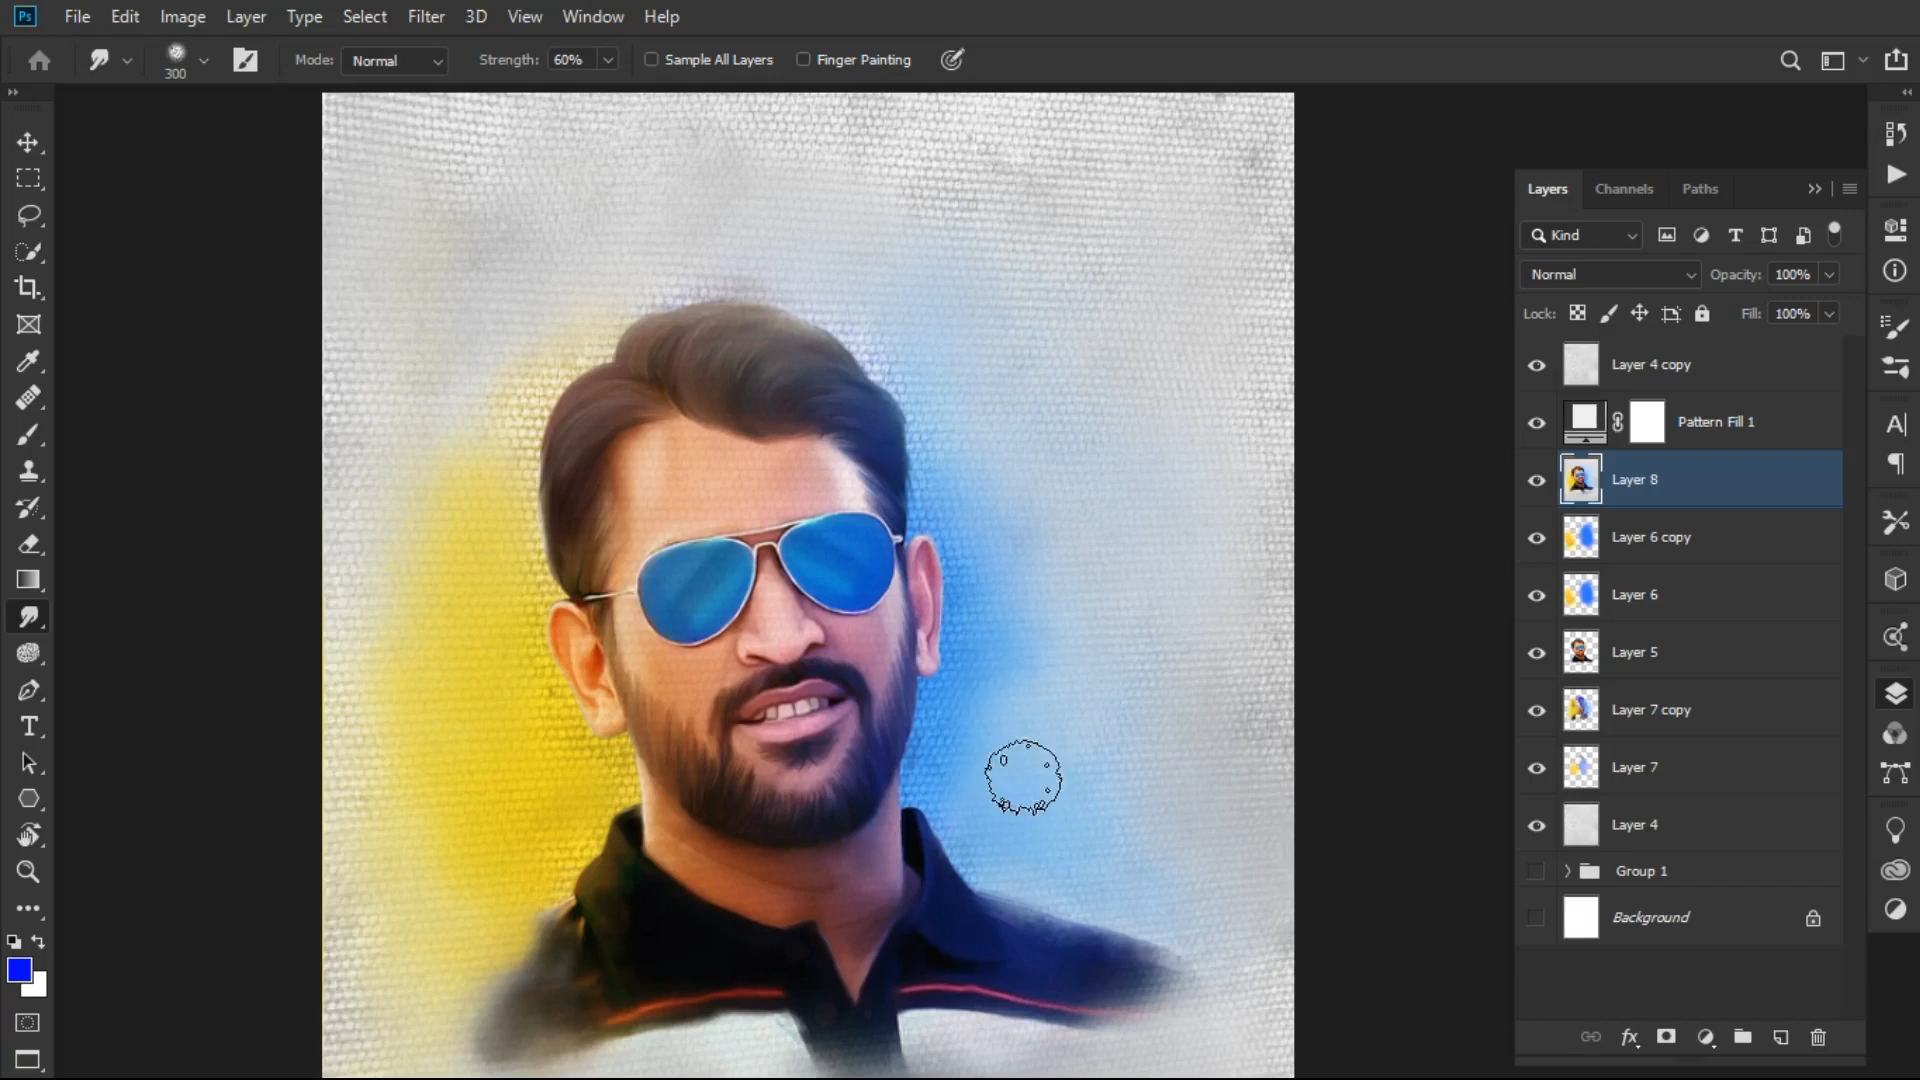 Ps File Edit Image Layer Type Select Filter 3D View Window Help
300 Mode: Normal Strength: 60% Sample All Layers Finger Painting
Layers Channels Paths
Kind
Normal Opacity: 100%
Lock: Fill: 100%
Layer 4 copy
Pattern Fill 1
Layer 8
Layer 6 copy
Layer 6
Layer 5
Layer 7 copy
Layer 7
Layer 4
Group 1
Background